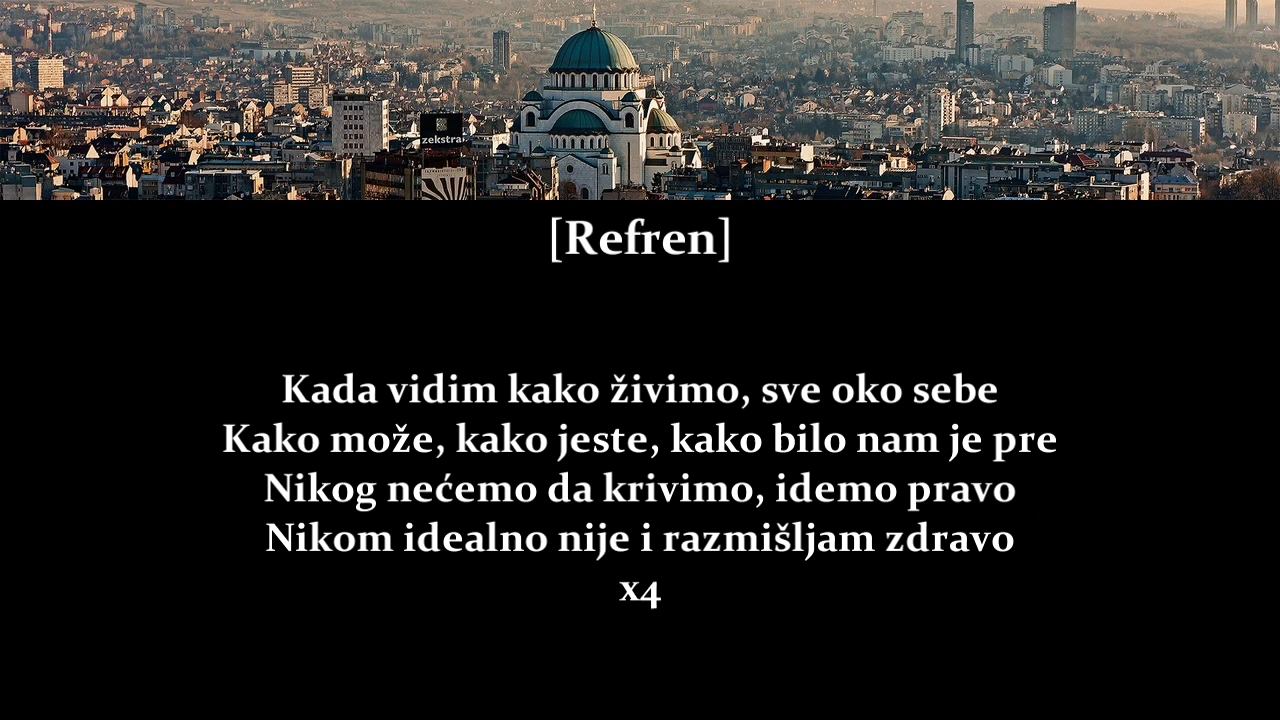 zekstra
[Refren]
Kada vidim kako živimo, sve oko sebe
Kako može, kako jeste, kako bilo nam je pre
Nikog nećemo da krivimo, idemo pravo
Nikom idealno nije i razmišljam zdravo
x4